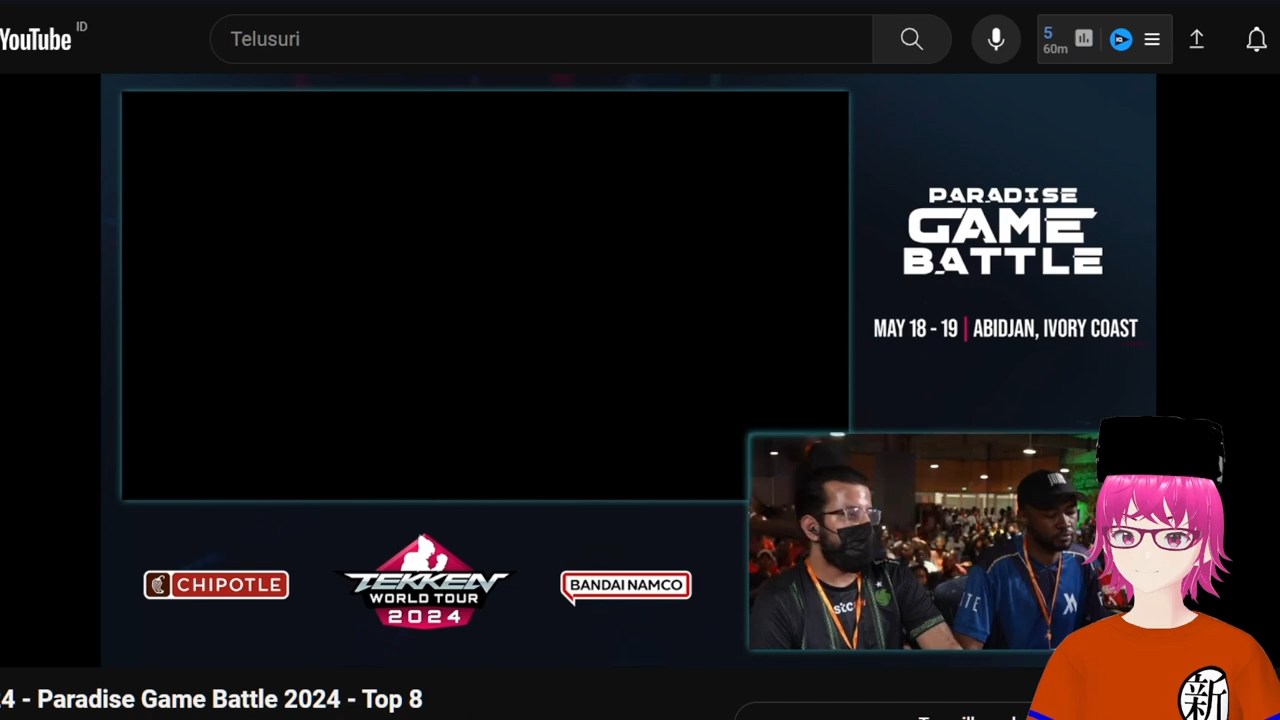 YouTube ID
Telusuri
5
60m
PARADISE
GAME
BATTLE
MAY 18 - 19 | ABIDJAN, IVORY COAST
CHIPOTLE
TEKKEN
WORLD TOUR
2024
BANDAI NAMCO
4 - Paradise Game Battle 2024 - Top 8
新